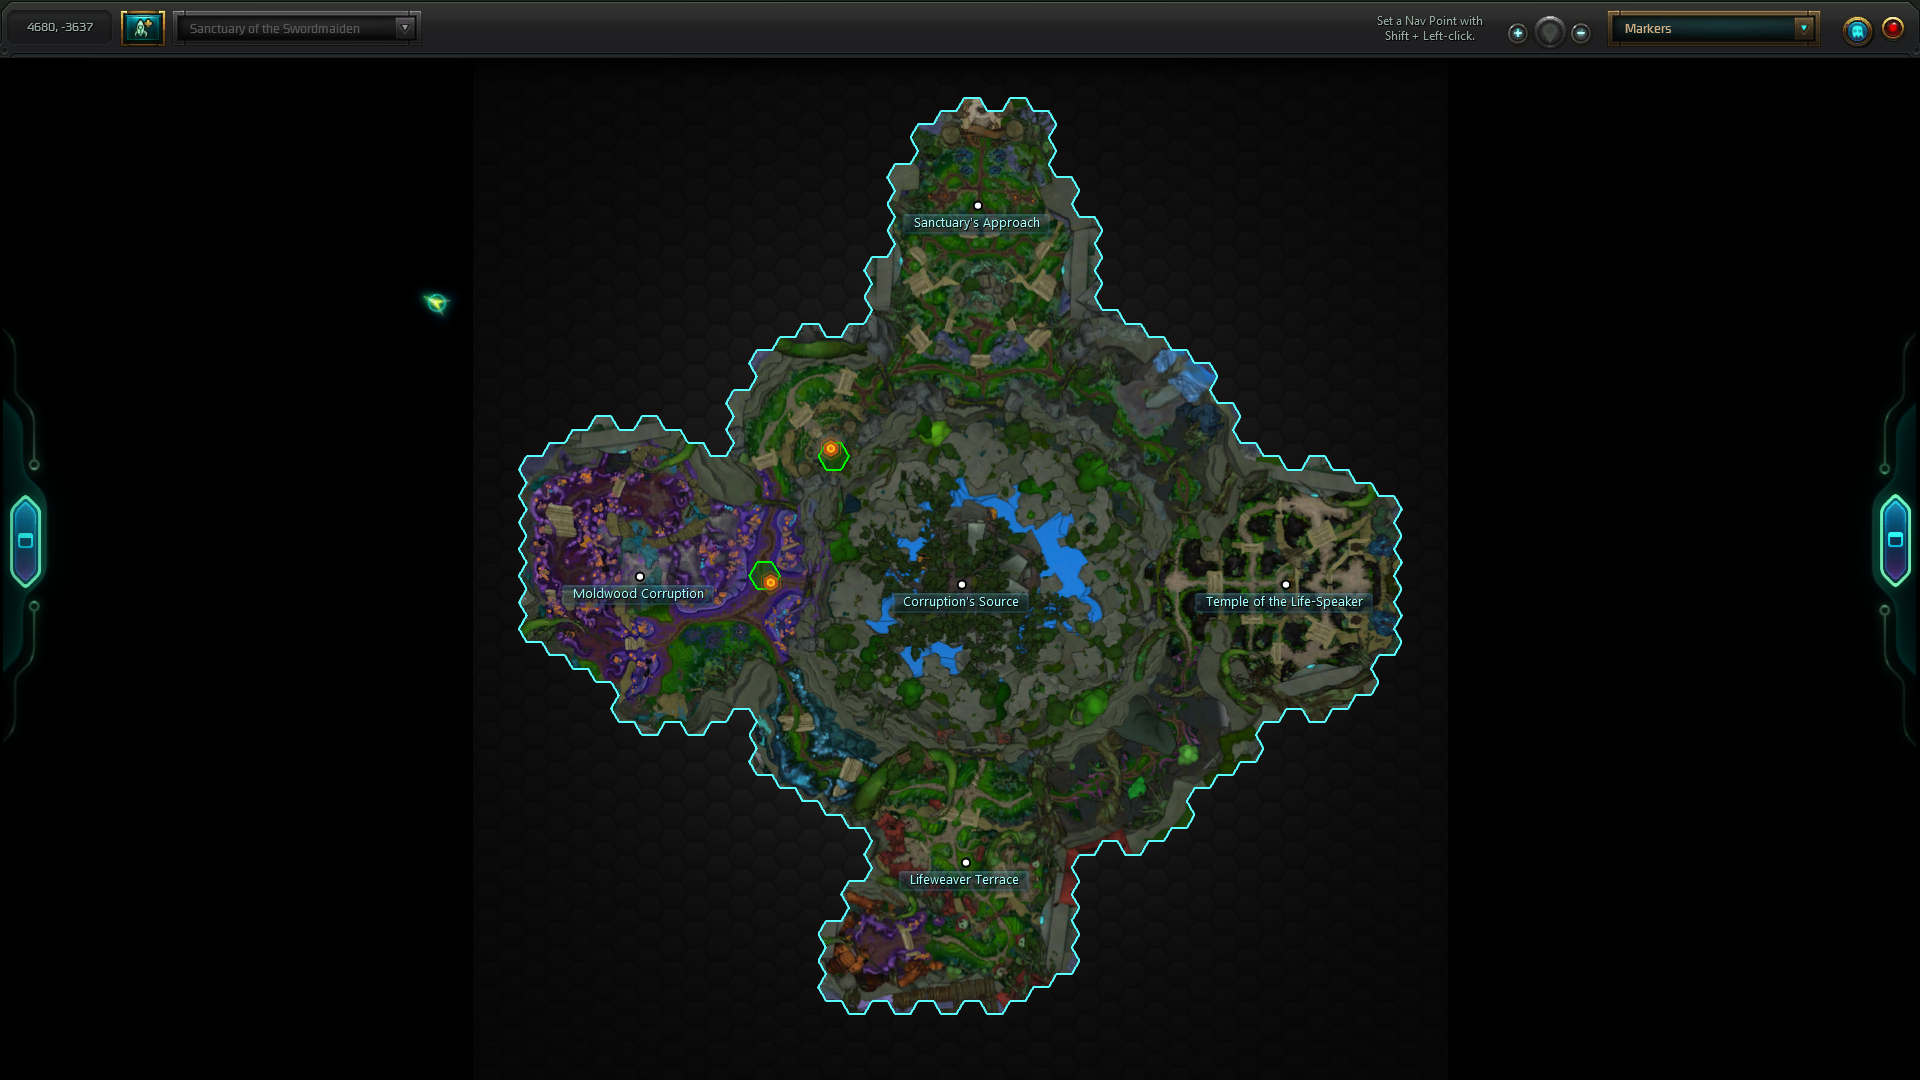 4680, -3637
Sanctuary of the Swordmaiden
Set a Nav Point with
Shift + Left-click.
Markers
Sanctuary's Approach
Moldwood Corruption
Corruption's Source
Temple of the Life-Speaker
Lifeweaver Terrace